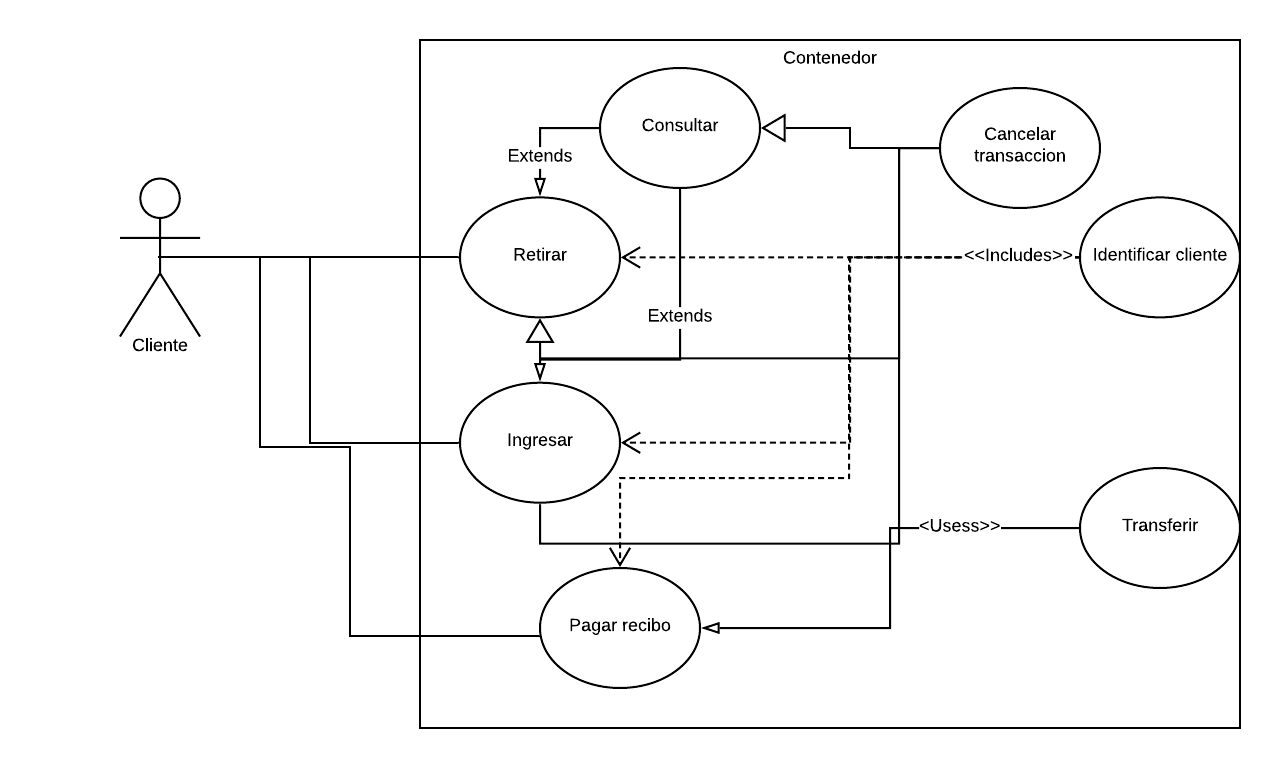 Contenedor
Consultar
Cancelar
transaccion
Extends
Retirar
<<Includes>>
Identificar cliente
Extends
Cliente
Ingresar
<Usess>>
Transferir
Pagar recibo